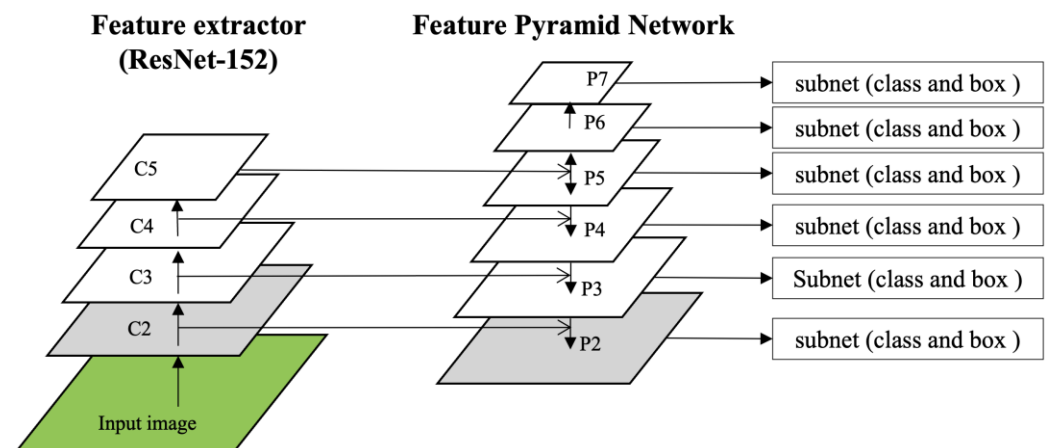 Feature extractor
(ResNet-152)
Feature Pyramid Network
C5
C4
C3
C2
Input image
P7
P6
P5
P4
P3
P2
subnet (class and box )
subnet (class and box )
subnet (class and box )
subnet (class and box )
Subnet (class and box )
subnet (class and box )